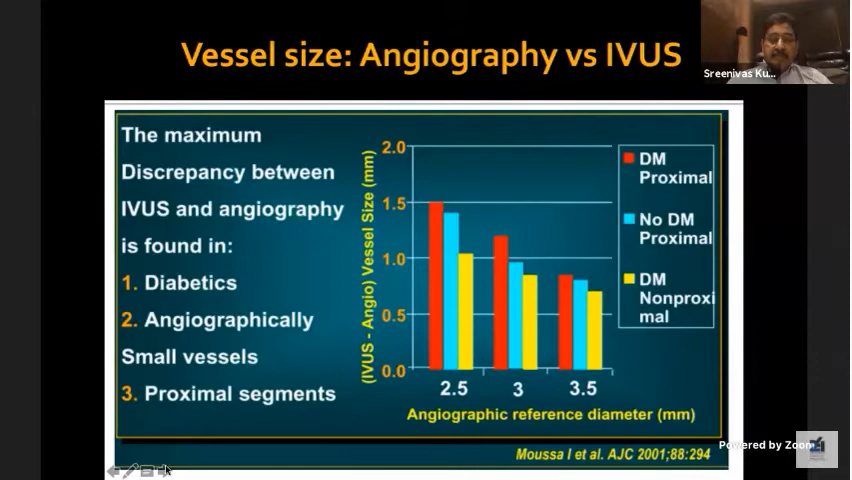 Vessel size: Angiography vs IVUS
Sreenivas Ku...
The maximum
Discrepancy between
IVUS and angiography
is found in:
1. Diabetics
2. Angiographically
Small vessels
3. Proximal segments
(IVUS - Angio) Vessel Size (mm)
2.0
1.5
1.0
0.5
0.0
2.5
3
3.5
Angiographic reference diameter (mm)
DM
Proximal
No DM
Proximal
DM
Nonproxi
mal
Moussa I et al. AJC 2001;88:294
Powered by Zoom